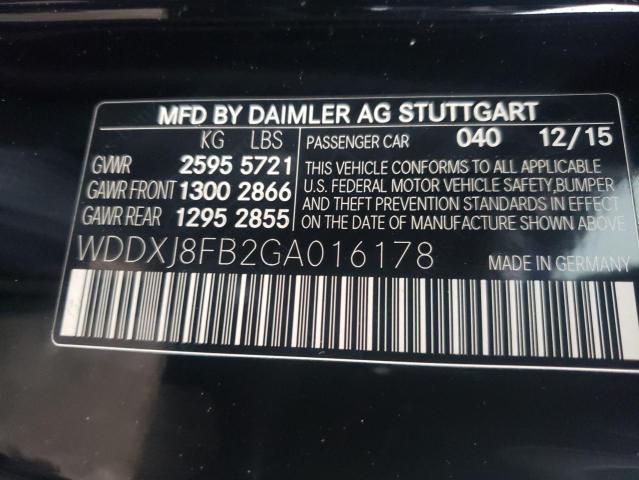 MFD BY DAIMLER AG STUTTGART
KG LBS
GVWR 2595 5721
GAWR FRONT 1300 2866
GAWR REAR 1295 2855
PASSENGER CAR 040 12/15
THIS VEHICLE CONFORMS TO ALL APPLICABLE
U.S. FEDERAL MOTOR VEHICLE SAFETY,BUMPER
AND THEFT PREVENTION STANDARDS IN EFFECT
ON THE DATE OF MANUFACTURE SHOWN ABOVE
WDDXJ8FB2GA016178 MADE IN GERMANY